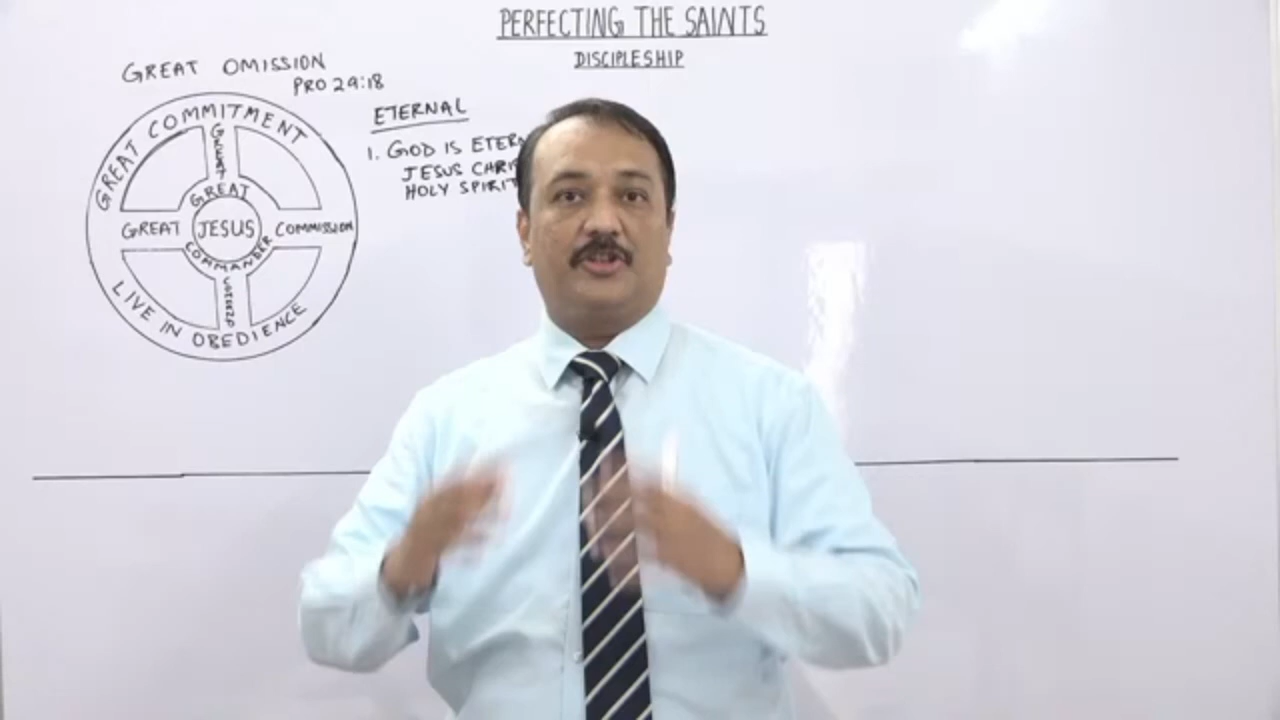 PERFECTING THE SAINTS
DISCIPLESHIP
GREAT OMISSION
PRO 29:18
GREAT COMMITMENT
GREAT
GREAT
GREAT JESUS COMMISSION
COMMANDER
LIVE IN OBEDIENCE
ETERNAL
1. GOD IS
JESUS
HOLY SPIRIT